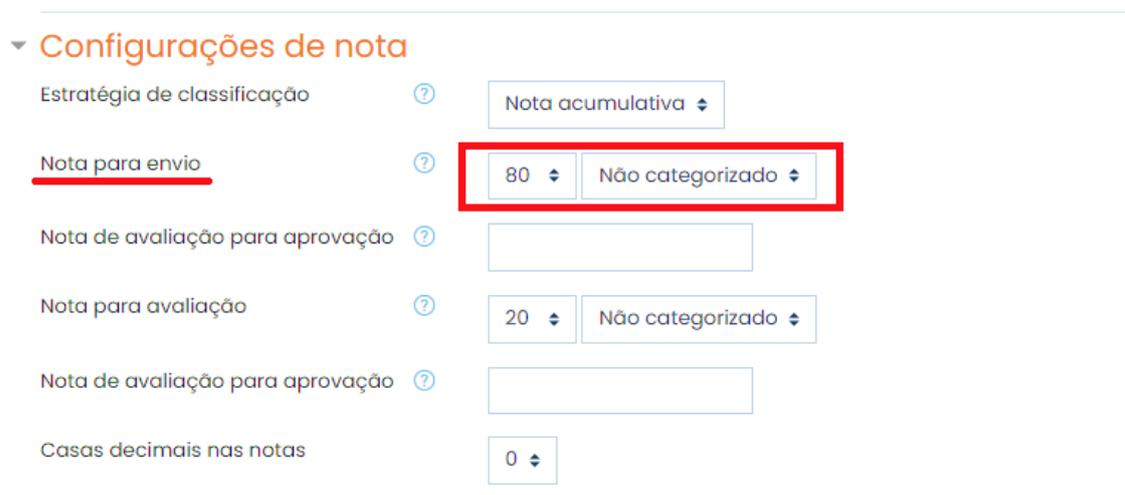 Configurações de nota
Estratégia de classificação ? Nota acumulativa
Nota para envio ? 80 Não categorizado
Nota de avaliação para aprovação ?
Nota para avaliação ? 20 Não categorizado
Nota de avaliação para aprovação ?
Casas decimais nas notas 0